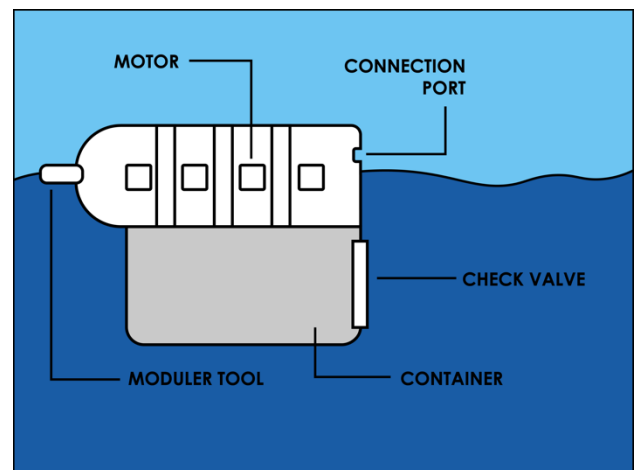 MOTOR
CONNECTION
PORT
CHECK VALVE
MODULER TOOL
CONTAINER